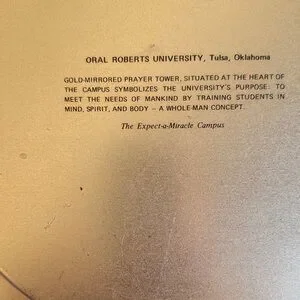 ORAL ROBERTS UNIVERSITY, Tulsa, Oklahoma
GOLD-MIRRORED PRAYER TOWER, SITUATED AT THE HEART OF
THE CAMPUS SYMBOLIZES THE UNIVERSITY'S PURPOSE: TO
MEET THE NEEDS OF MANKIND BY TRAINING STUDENTS IN
MIND, SPIRIT, AND BODY – A WHOLE-MAN CONCEPT.
The Expect-a-Miracle Campus